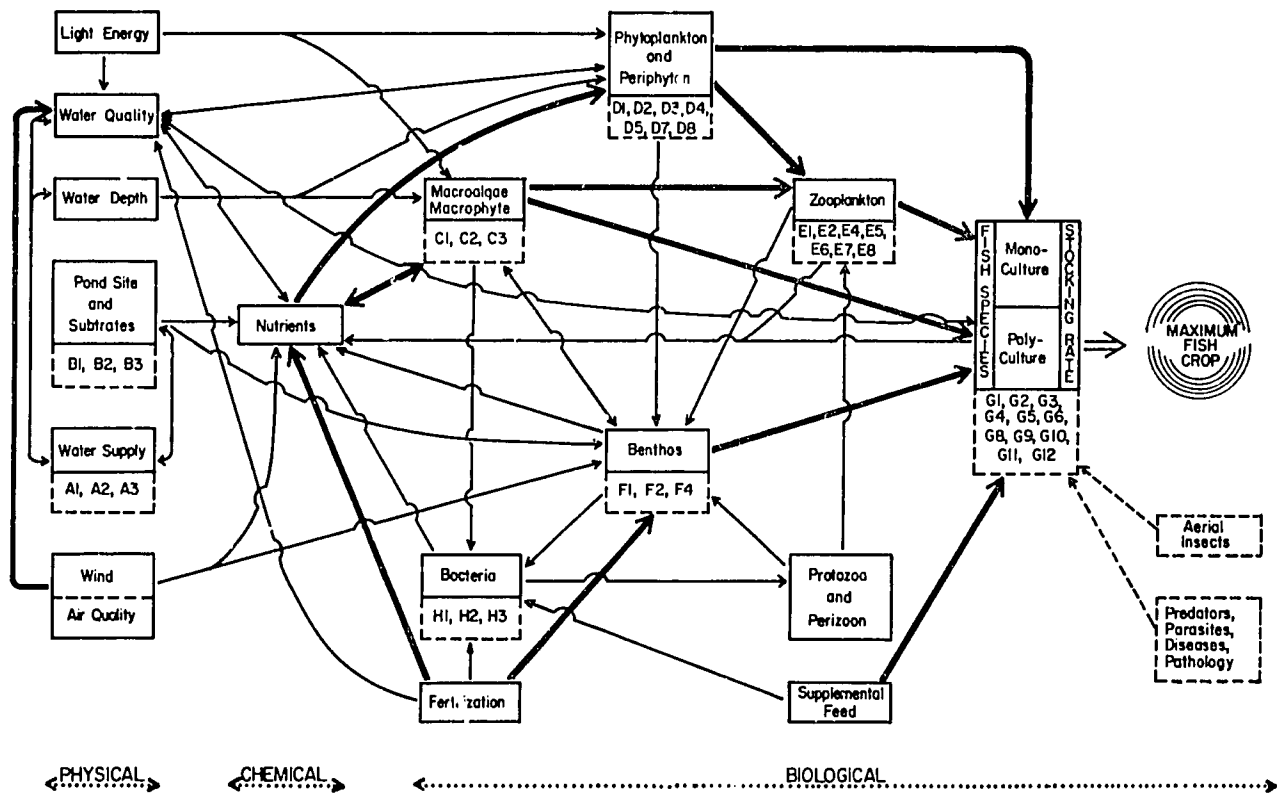 Light Energy
Water Quality
Water Depth
Pond Site
and
Subtrates
B1, B2, B3
Water Supply
A1, A2, A3
Wind
Air Quality
Nutrients
Phytoplankton
and
D1, D2, D3, D4,
D5, D7, D8
Macroalgae
Macrophyte
C1, C2, C3
Zooplankton
E1, E2, E4, E5,
E6, E7, E8
Benthos
F1, F2, F4
Bacteria
H1, H2, H3
Protozoa
and
Perizoon
Supplemental
Feed
FISH SPECIES
Mono-
Culture
Poly-
Culture
STOCKING RATE
G1, G2, G3,
G4, G5, G6,
G8, G9, G10,
G11, G12
MAXIMUM
FISH
CROP
Aerial
Insects
Predators,
Parasites,
Diseases,
Pathology
PHYSICAL
CHEMICAL
BIOLOGICAL